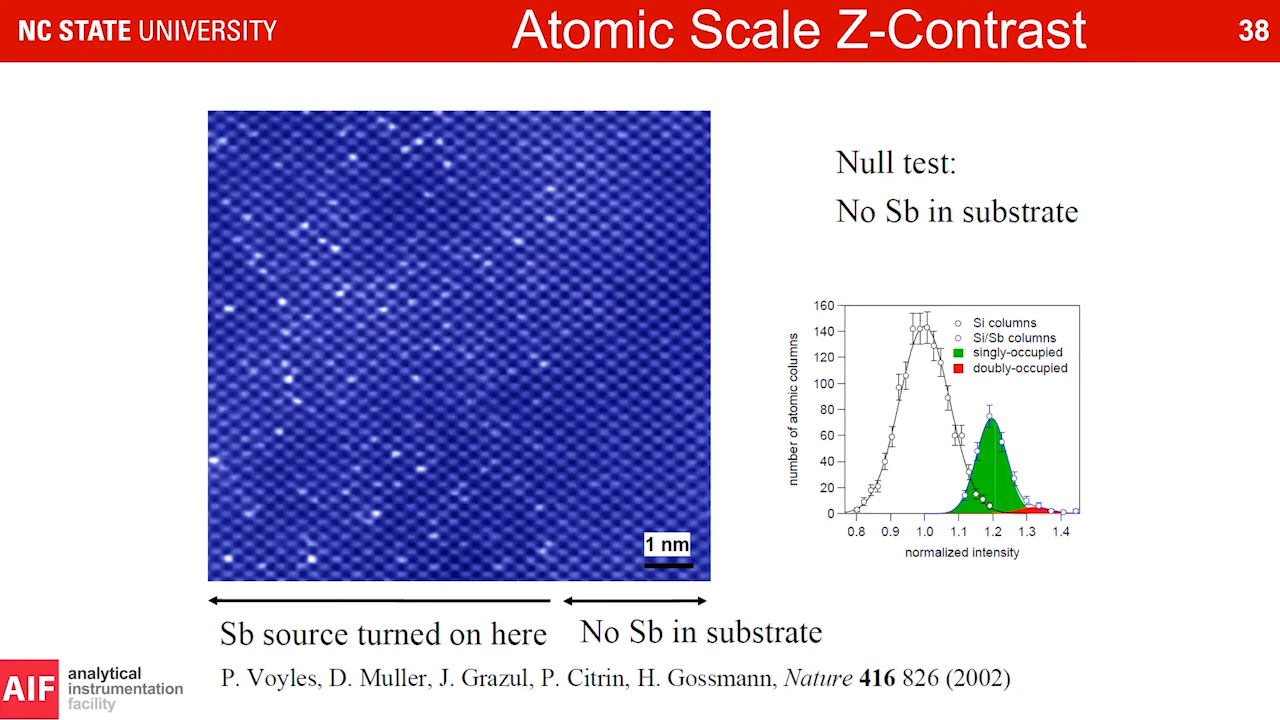 NC STATE UNIVERSITY
Atomic Scale Z-Contrast
38
Null test:
No Sb in substrate
1 nm
160
140
120
100
80
60
40
20
0
number of atomic columns
Si columns
Si/Sb columns
singly-occupied
doubly-occupied
0.8 0.9 1.0 1.1 1.2 1.3 1.4
normalized intensity
Sb source turned on here
No Sb in substrate
P. Voyles, D. Muller, J. Grazul, P. Citrin, H. Gossmann, Nature 416 826 (2002)
AIF
analytical
instrumentation
facility